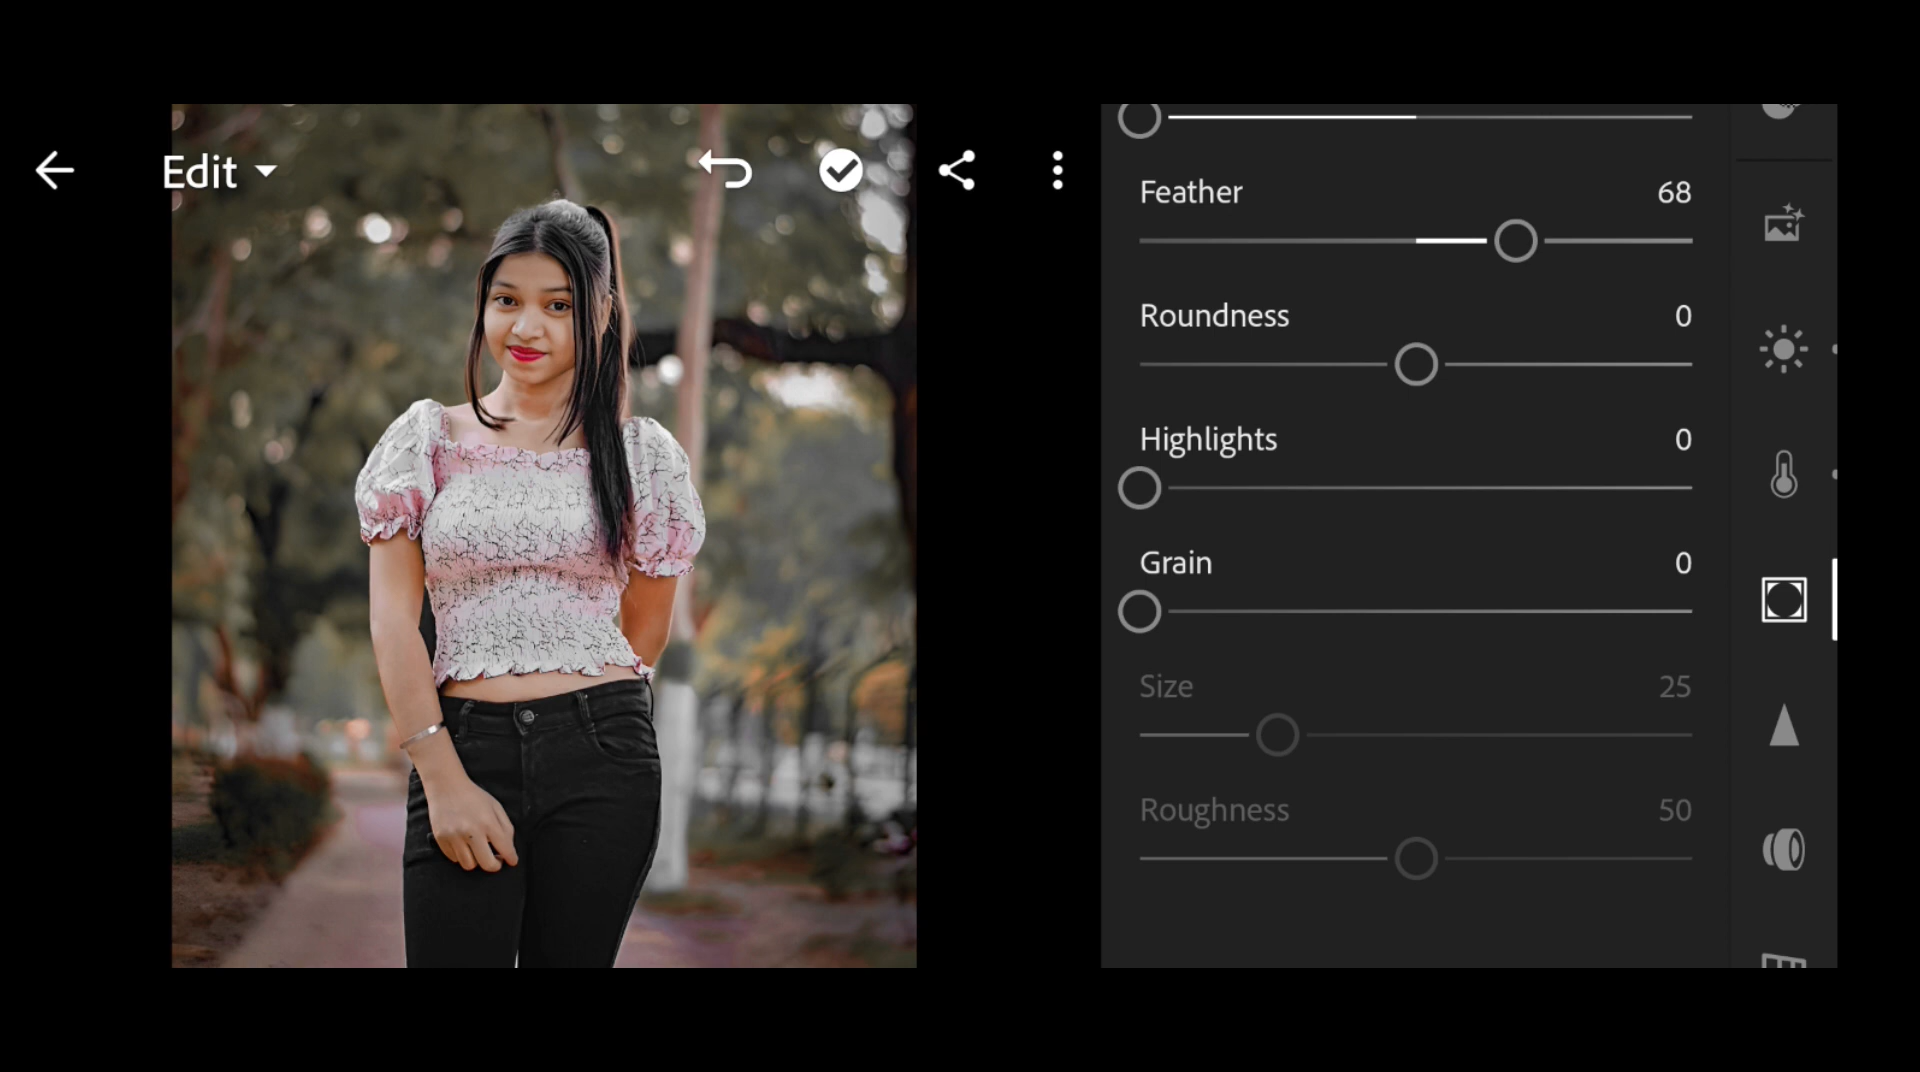 Edit
Feather 68
Roundness 0
Highlights 0
Grain 0
Size 25
Roughness 50